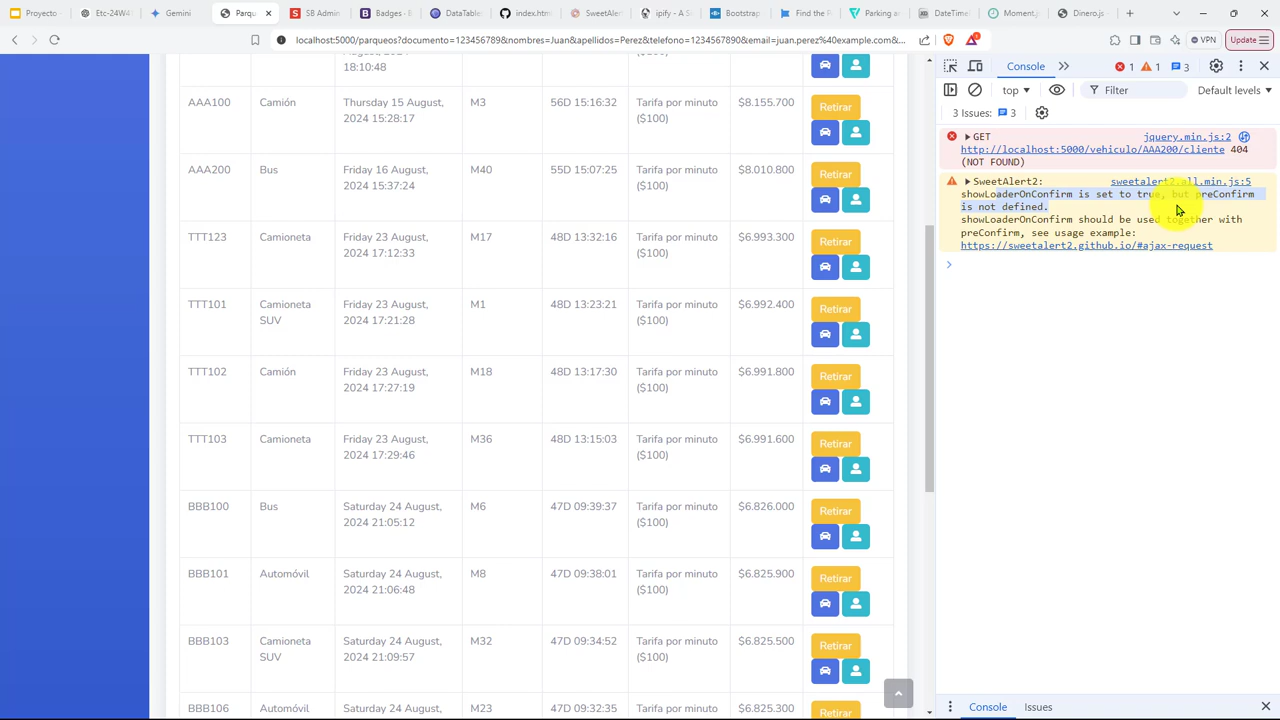 Proyecto -
Etc-24W4
Gemini
Parqu
SB Admin
Badges - B
DataTable
index.htm
SweetAler
ipify - A S
Bootstrap
Find the P
Parking ar
DateTime
Moment.js
Dinero.js
localhost:5000/parqueos?documento=123456789&nombres=Juan&apellidos=Perez&telefono=1234567890&email=juan.perez%40example.com&...
VPN
Update
Console
1
1
3
top
Filter
Default levels
3 Issues:
3
GET
jquery.min.js:2
http://localhost:5000/vehiculo/AAA200/cliente 404
(NOT FOUND)
SweetAlert2:
sweetalert2.all.min.js:5
showLoaderOnConfirm is set to true, but preConfirm
is not defined.
showLoaderOnConfirm should be used together with
preConfirm, see usage example:
https://sweetalert2.github.io/#ajax-request
18:10:48
AAA100
Camión
Thursday 15 August,
2024 15:28:17
M3
56D 15:16:32
Tarifa por minuto
($100)
$8.155.700
Retirar
AAA200
Bus
Friday 16 August,
2024 15:37:24
M40
55D 15:07:25
Tarifa por minuto
($100)
$8.010.800
Retirar
TTT123
Camioneta
Friday 23 August,
2024 17:12:33
M17
48D 13:32:16
Tarifa por minuto
($100)
$6.993.300
Retirar
TTT101
Camioneta
SUV
Friday 23 August,
2024 17:21:28
M1
48D 13:23:21
Tarifa por minuto
($100)
$6.992.400
Retirar
TTT102
Camión
Friday 23 August,
2024 17:27:19
M18
48D 13:17:30
Tarifa por minuto
($100)
$6.991.800
Retirar
TTT103
Camioneta
Friday 23 August,
2024 17:29:46
M36
48D 13:15:03
Tarifa por minuto
($100)
$6.991.600
Retirar
BBB100
Bus
Saturday 24 August,
2024 21:05:12
M6
47D 09:39:37
Tarifa por minuto
($100)
$6.826.000
Retirar
BBB101
Automóvil
Saturday 24 August,
2024 21:06:48
M8
47D 09:38:01
Tarifa por minuto
($100)
$6.825.900
Retirar
BBB103
Camioneta
SUV
Saturday 24 August,
2024 21:09:57
M32
47D 09:34:52
Tarifa por minuto
($100)
$6.825.500
Retirar
BBB106
Automóvil
Saturday 24 August,
M23
47D 09:32:35
Tarifa por minuto
$6.825.300
Retirar
Console
Issues